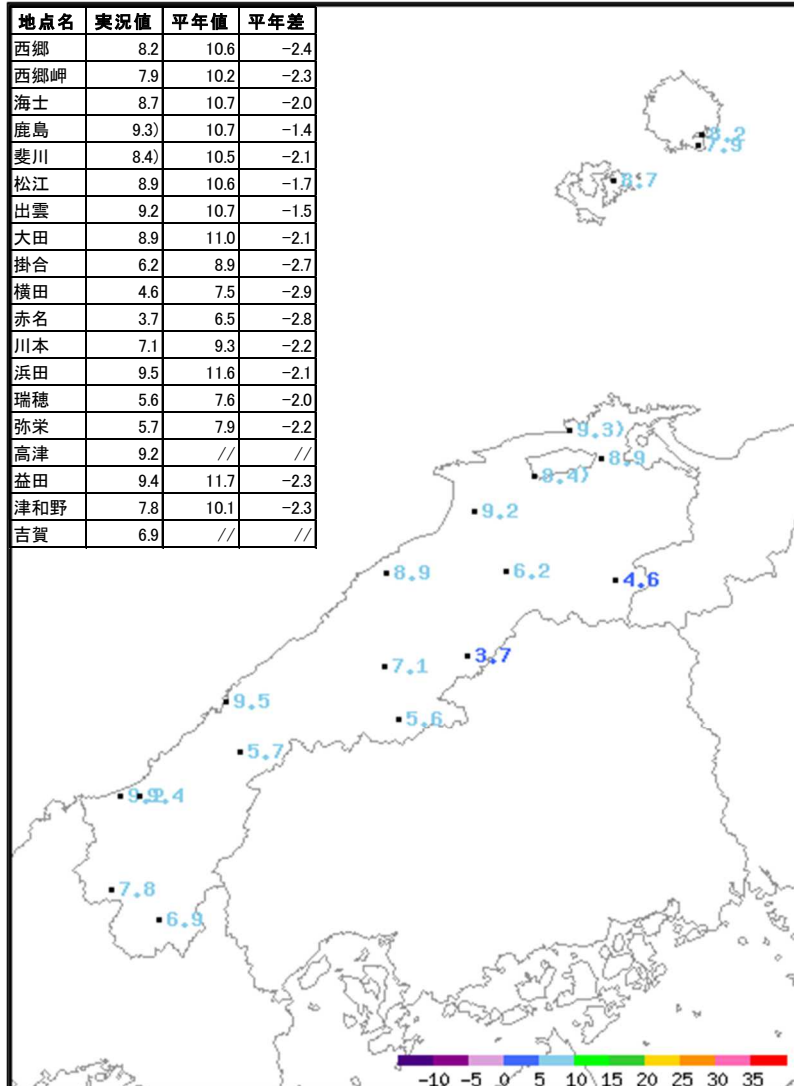 地点名 実況値 平年値 平年差
西郷 8.2 10.6 −2.4
西郷岬 7.9 10.2 −2.3
海士 8.7 10.7 −2.0
鹿島 9.3) 10.7 −1.4
斐川 8.4) 10.5 −2.1
松江 8.9 10.6 −1.7
出雲 9.2 10.7 −1.5
大田 8.9 11.0 −2.1
掛合 6.2 8.9 −2.7
横田 4.6 7.5 −2.9
赤名 3.7 6.5 −2.8
川本 7.1 9.3 −2.2
浜田 9.5 11.6 −2.1
瑞穂 5.6 7.6 −2.0
弥栄 5.7 7.9 −2.2
高津 9.2 // //
益田 9.4 11.7 −2.3
津和野 7.8 10.1 −2.3
吉賀 6.9 // //
8.2
7.9
8.7
9.3)
8.9
8.4)
9.2
8.9
6.2
4.6
3.7
7.1
9.5
5.6
5.7
9.2 9.4
7.8
6.9
-10 -5 0 5 10 15 20 25 30 35